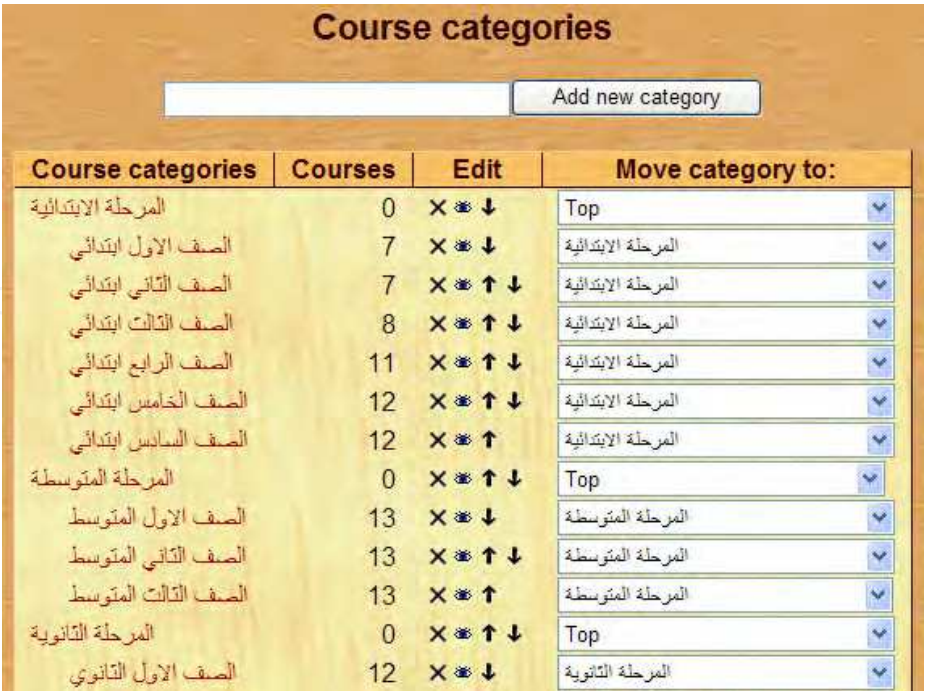 Course categories
Add new category
Course categories Courses Edit Move category to:
المرحلة الابتدائية 0 Top
الصف الاول ابتدائي 7 المرحلة الابتدائية
الصف الثاني ابتدائي 7 المرحلة الابتدائية
الصف الثالث ابتدائي 8 المرحلة الابتدائية
الصف الرابع ابتدائي 11 المرحلة الابتدائية
الصف الخامس ابتدائي 12 المرحلة الابتدائية
الصف السادس ابتدائي 12 المرحلة الابتدائية
المرحلة المتوسطة 0 Top
الصف الاول المتوسط 13 المرحلة المتوسطة
الصف الثاني المتوسط 13 المرحلة المتوسطة
الصف الثالث المتوسط 13 المرحلة المتوسطة
المرحلة الثانوية 0 Top
الصف الاول الثانوي 12 المرحلة الثانوية